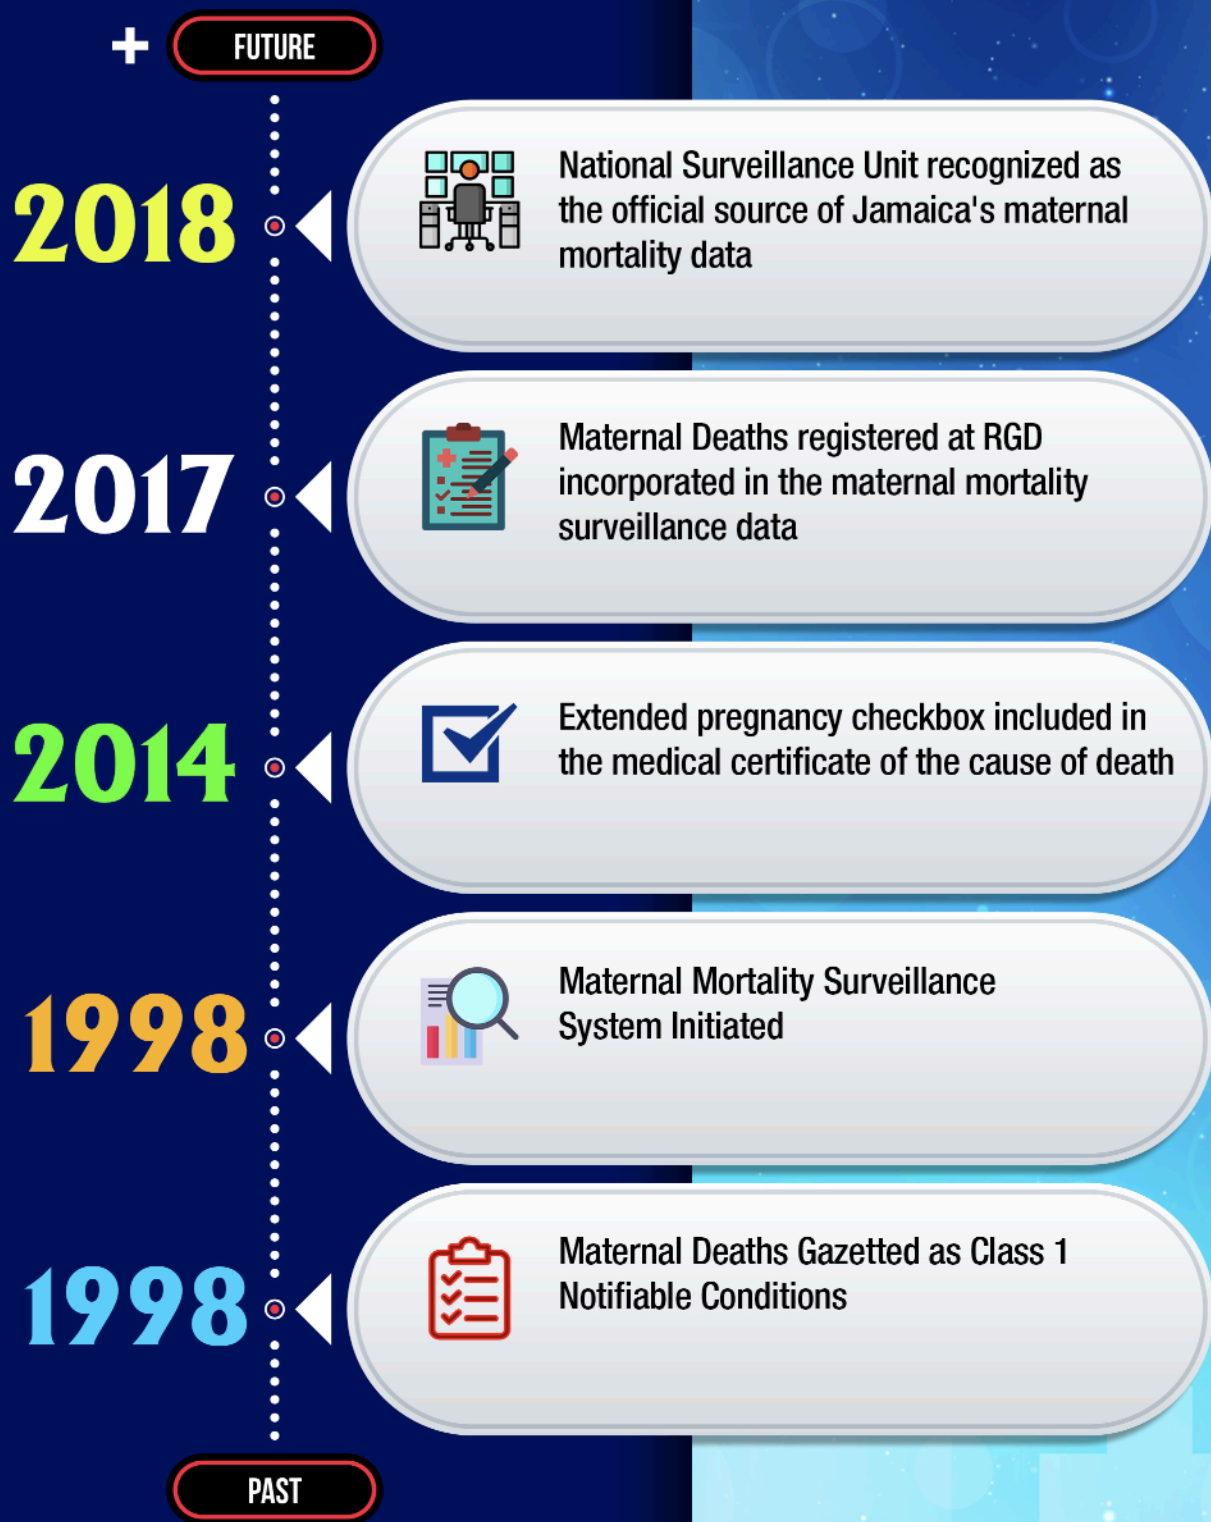 + FUTURE
2018
National Surveillance Unit recognized as
the official source of Jamaica's maternal
mortality data
2017
Maternal Deaths registered at RGD
incorporated in the maternal mortality
surveillance data
2014
Extended pregnancy checkbox included in
the medical certificate of the cause of death
1998
Maternal Mortality Surveillance
System Initiated
1998
Maternal Deaths Gazetted as Class 1
Notifiable Conditions
PAST